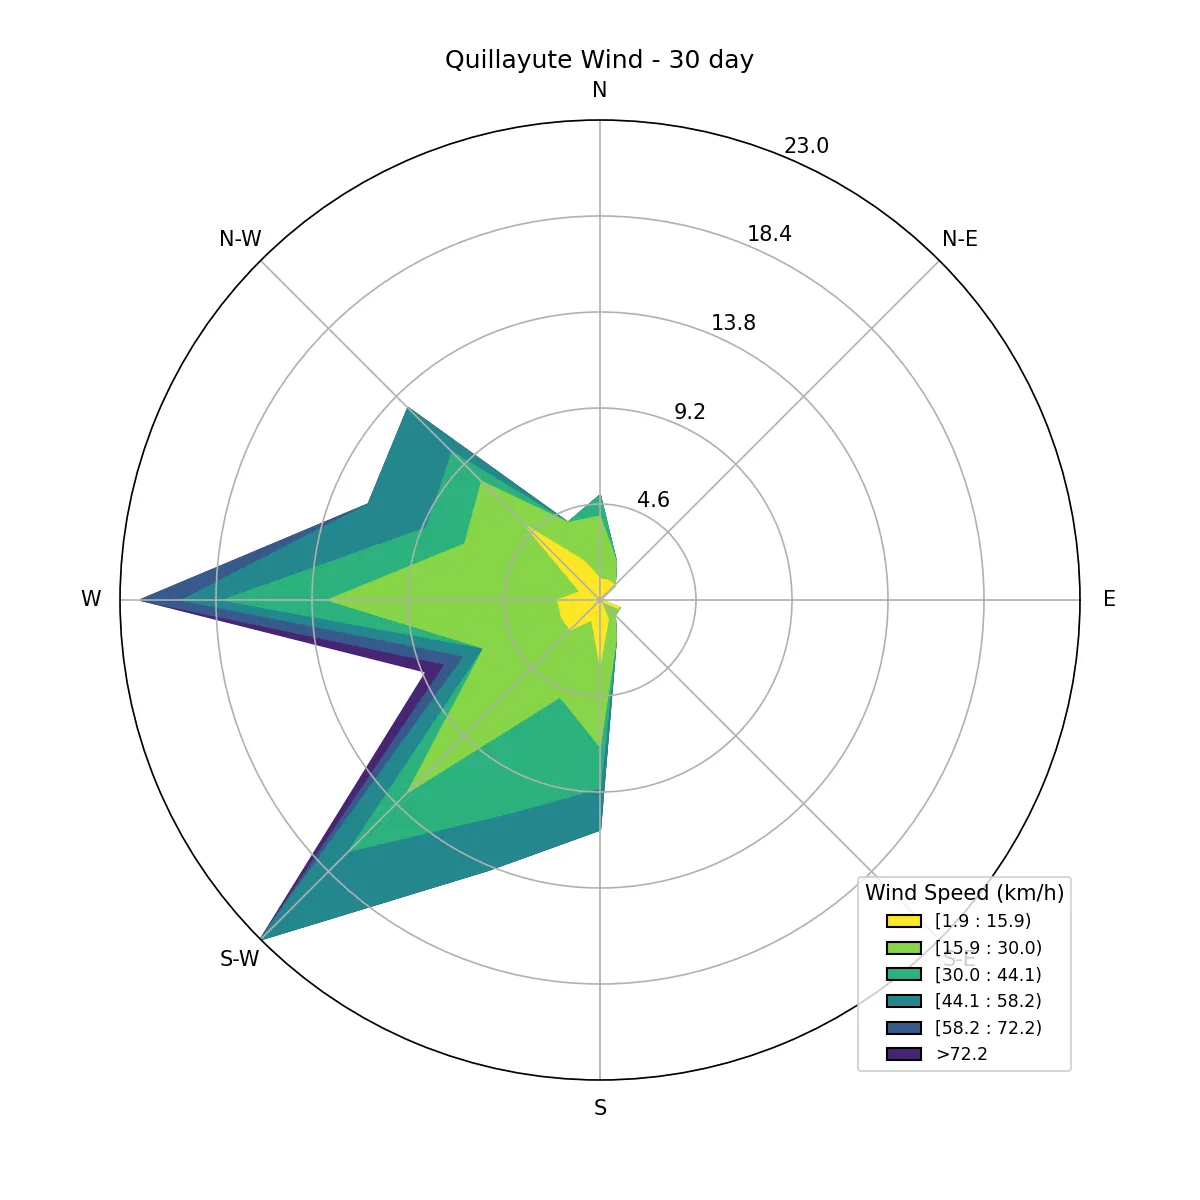 Quillayute Wind - 30 day
N
23.0
N-W
18.4
N-E
13.8
9.2
4.6
W
E
S-W
S-E
S
Wind Speed (km/h)
[1.9 : 15.9)
[15.9 : 30.0)
[30.0 : 44.1)
[44.1 : 58.2)
[58.2 : 72.2)
>72.2